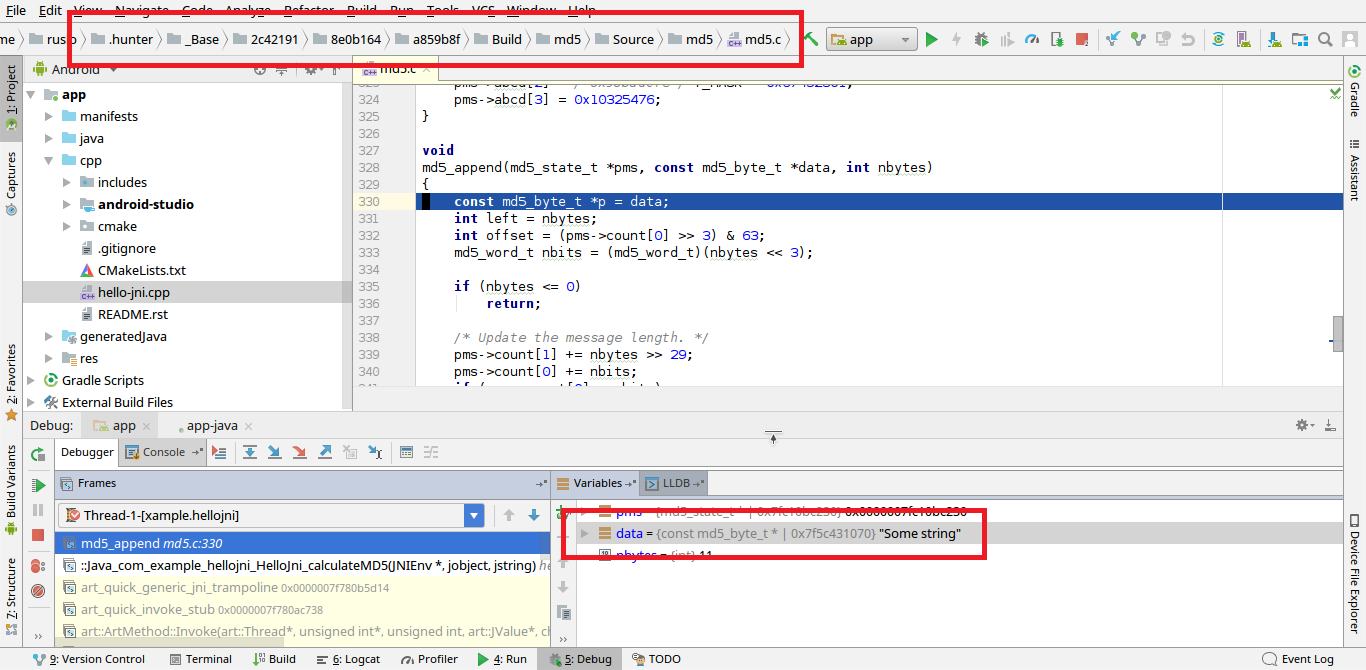 File Edit View Navigate Code Analyze Refactor Build Run Tools VCS Window Help
me rusto .hunter _Base 2c42191 8e0b164 a859b8f Build md5 Source md5 md5.c app
1: Project
Captures
2: Favorites
Build Variants
7: Structure
Android
app
manifests
java
cpp
includes
android-studio
cmake
.gitignore
CMakeLists.txt
hello-jni.cpp
README.rst
generatedJava
res
Gradle Scripts
External Build Files
md5.c
324 pms->abcd[3] = 0x10325476;
325 }
326
327 void
328 md5_append(md5_state_t *pms, const md5_byte_t *data, int nbytes)
329 {
330 const md5_byte_t *p = data;
331 int left = nbytes;
332 int offset = (pms->count[0] >> 3) & 63;
333 md5_word_t nbits = (md5_word_t)(nbytes << 3);
334
335 if (nbytes <= 0)
336 return;
337
338 /* Update the message length. */
339 pms->count[1] += nbytes >> 29;
340 pms->count[0] += nbits;
Gradle
Assistant
Device File Explorer
Debug: app app-java
Debugger Console
Frames
Thread-1-[xample.hellojni]
md5_append md5.c:330
::Java_com_example_hellojni_HelloJni_calculateMD5(JNIEnv *, jobject, jstring) he
art_quick_generic_jni_trampoline 0x0000007f780b5d14
art_quick_invoke_stub 0x0000007f780ac738
art::ArtMethod::Invoke(art::Thread*, unsigned int*, unsigned int, art::JValue*, ch
Variables LLDB
data = {const md5_byte_t * | 0x7f5c431070} "Some string"
nbytes = {int} 11
9: Version Control Terminal Build 6: Logcat Profiler 4: Run 5: Debug TODO Event Log